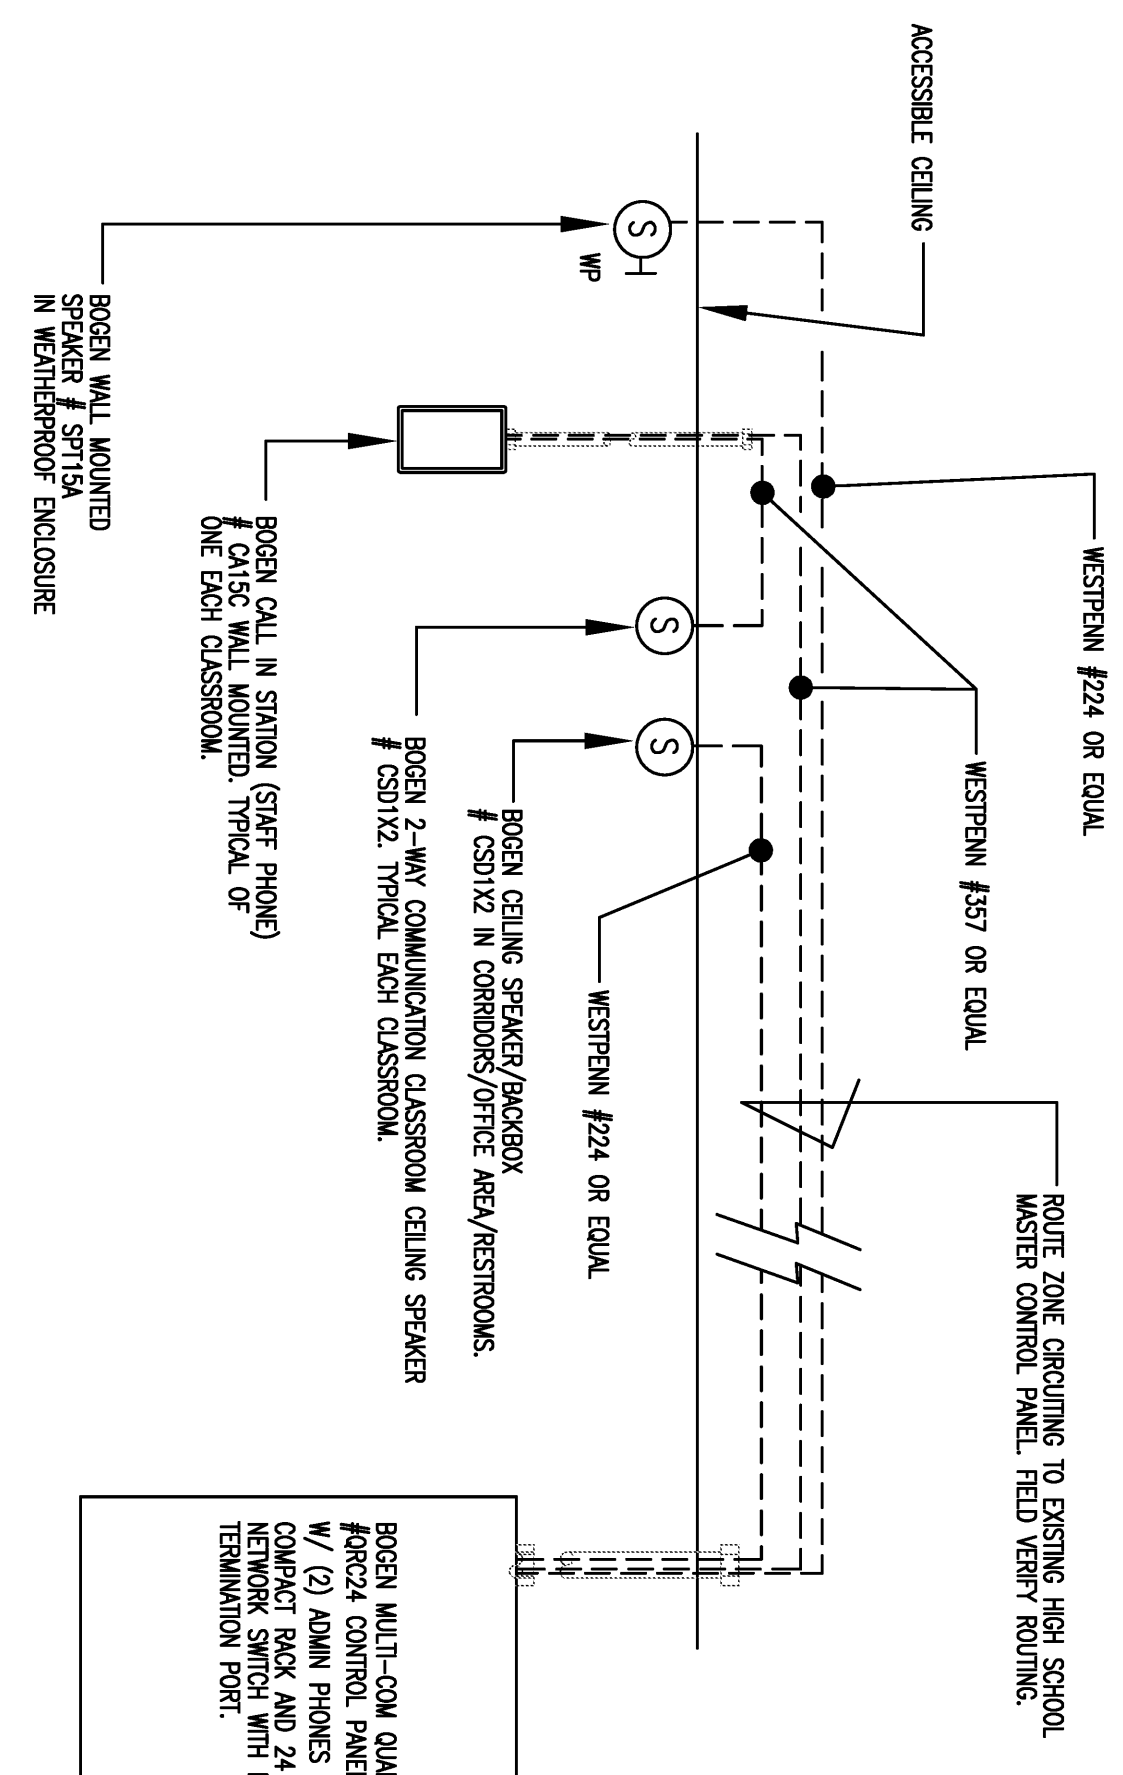 ACCESSIBLE CEILING
WESTPENN #224 OR EQUAL
WESTPENN #357 OR EQUAL
ROUTE ZONE CIRCUITING TO EXISTING HIGH SCHOOL
MASTER CONTROL PANEL. FIELD VERIFY ROUTING.
S
WP
S
S
WESTPENN #224 OR EQUAL
BOGEN CEILING SPEAKER/BACKBOX
# CSD1X2 IN CORRIDORS/OFFICE AREA/RESTROOMS.
BOGEN 2-WAY COMMUNICATION CLASSROOM CEILING SPEAKER
# CSD1X2. TYPICAL EACH CLASSROOM.
BOGEN CALL IN STATION (STAFF PHONE)
# CA15C WALL MOUNTED. TYPICAL OF
ONE EACH CLASSROOM.
BOGEN WALL MOUNTED
SPEAKER # SPT15A
IN WEATHERPROOF ENCLOSURE
BOGEN MULTI-COM
#QRC24 CONTROL
W/ (2) ADMIN PHONES
COMPACT RACK AND 24
NETWORK SWITCH WITH
TERMINATION PORT.